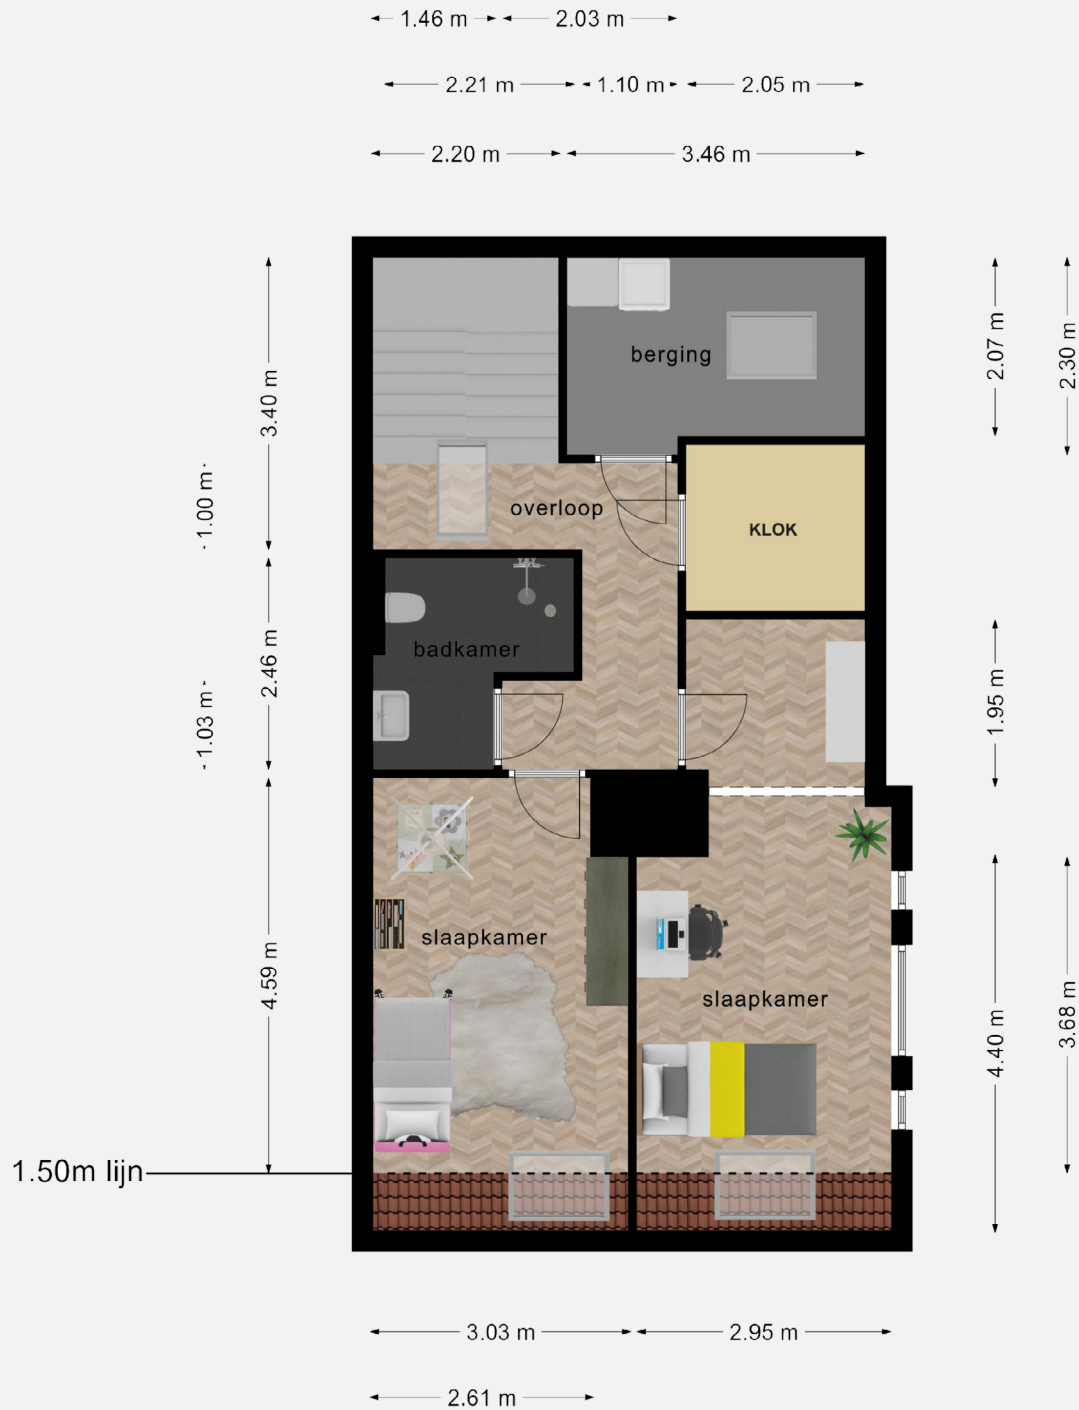 1.46 m 2.03 m
2.21 m 1.10 m 2.05 m
2.20 m 3.46 m
3.40 m
2.07 m
2.30 m
berging
1.00 m
overloop
KLOK
2.46 m
badkamer
1.03 m
1.95 m
4.59 m
slaapkamer
slaapkamer
4.40 m
3.68 m
1.50m lijn
3.03 m 2.95 m
2.61 m